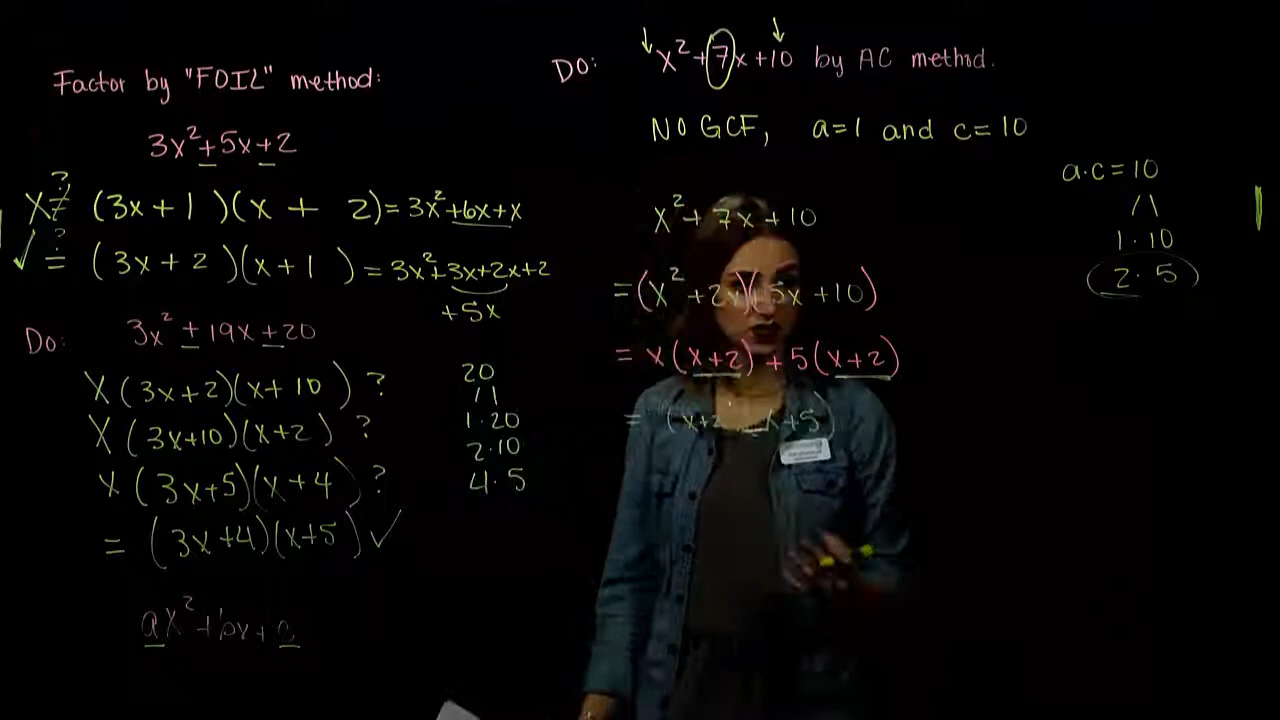 Factor by "FOIL" method:
3x²+5x+2
X ≠? (3x+1)(x+ 2)=3x²+6x+x
✓ =? (3x+2)(x+1)=3x²+3x+2x+2
+5x
Do: 3x²+19x+20
X (3x+2)(x+10)?
X (3x+10)(x+2)?
X (3x+5)(x+4)?
= (3x+4)(x+5)✓
20
/\
1·20
2·10
4·5
ax²+bx+c
DO: x²+7x+10 by AC method.
NO GCF, a=1 and c=10
x²+7x+10
=(x²+2x)(5x+10)
=x(x+2)+5(x+2)
=(x+2)(x+5)
a·c=10
/\
1·10
2·5